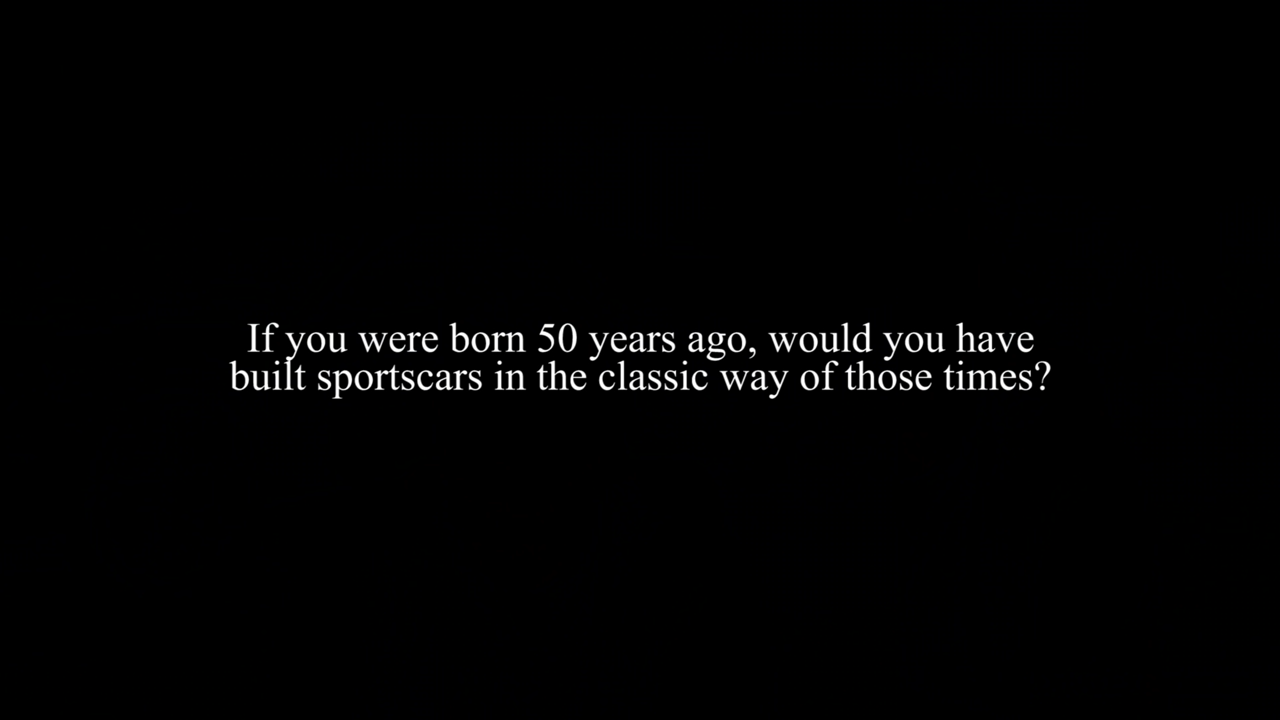 If you were born 50 years ago, would you have
built sportscars in the classic way of those times?